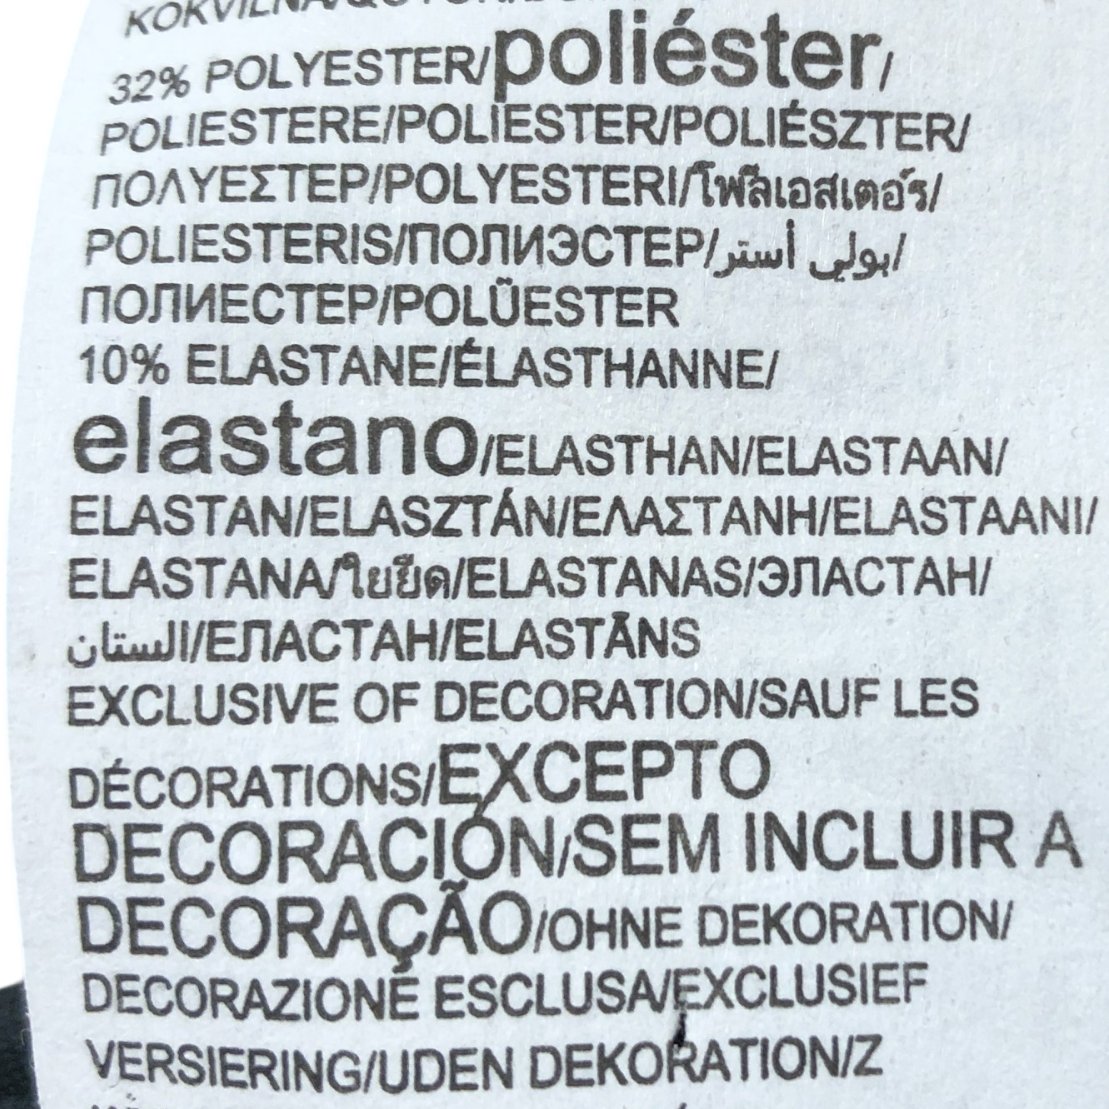 32% POLYESTER/poliéster/
POLIESTERE/POLIESTER/POLIÉSZTER/
ΠΟΛΥΕΣΤΕΡ/POLYESTERI/โพลีเอสเตอร์/
POLIESTERIS/ПОЛИЭСТЕР/بولي أستر/
ПОЛИЕСТЕР/POLÜESTER
10% ELASTANE/ÉLASTHANNE/
elastano/ELASTHAN/ELASTAAN/
ELASTAN/ELASZTÁN/ΕΛΑΣΤΑΝΗ/ELASTAANI/
ELASTANA/ใยยืด/ELASTANAS/ЭЛАСТАН/
الستان/ЕЛАСТАН/ELASTĀNS
EXCLUSIVE OF DECORATION/SAUF LES
DÉCORATIONS/EXCEPTO
DECORACIÓN/SEM INCLUIR A
DECORAÇÃO/OHNE DEKORATION/
DECORAZIONE ESCLUSA/EXCLUSIEF
VERSIERING/UDEN DEKORATION/Z